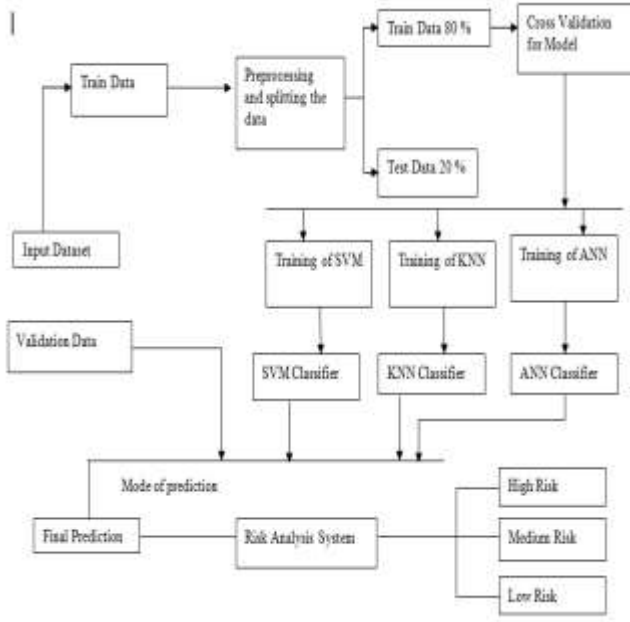 Train Data
Preprocessing
and splitting the
data
Train Data 80 %
Cross Validation
for Model
Test Data 20 %
Input Dataset
Training of SVM
Training of KNN
Training of ANN
Validation Data
SVM Classifier
KNN Classifier
ANN Classifier
Mode of prediction
Final Prediction
Risk Analysis System
High Risk
Medium Risk
Low Risk